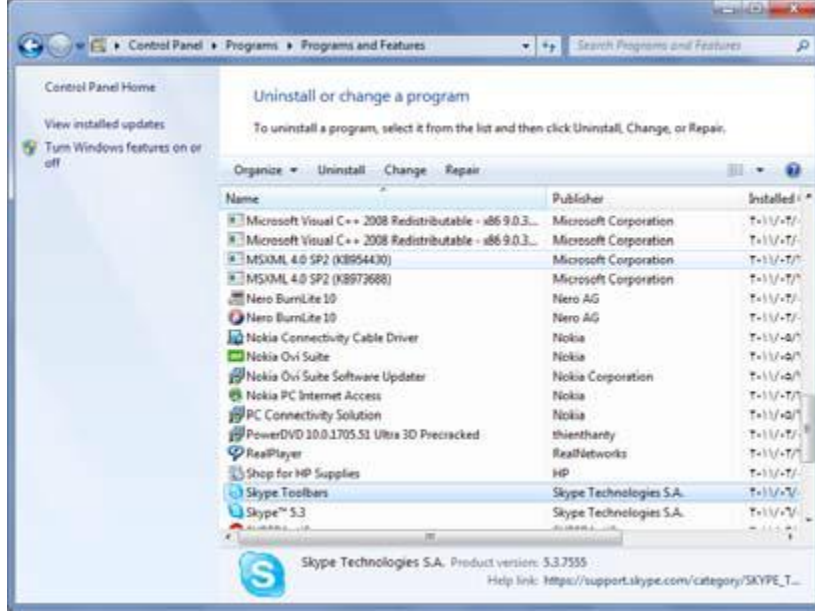 Control Panel Programs Programs and Features Search Programs and Features
Control Panel Home
View installed updates
Turn Windows features on or off
Uninstall or change a program
To uninstall a program, select it from the list and then click Uninstall, Change, or Repair.
Organize Uninstall Change Repair
Name Publisher Installed
Microsoft Visual C++ 2008 Redistributable - x86 9.0.3... Microsoft Corporation
Microsoft Visual C++ 2008 Redistributable - x86 9.0.3... Microsoft Corporation
MSXML 4.0 SP2 (KB954430) Microsoft Corporation
MSXML 4.0 SP2 (KB973688) Microsoft Corporation
Nero BurnLite 10 Nero AG
Nero BurnLite 10 Nero AG
Nokia Connectivity Cable Driver Nokia
Nokia Ovi Suite Nokia
Nokia Ovi Suite Software Updater Nokia Corporation
Nokia PC Internet Access Nokia
PC Connectivity Solution Nokia
PowerDVD 10.0.1705.51 Ultra 3D Precracked thienthanty
RealPlayer RealNetworks
Shop for HP Supplies HP
Skype Toolbars Skype Technologies S.A.
Skype™ 5.3 Skype Technologies S.A.
Skype Technologies S.A. Product version: 5.3.7555
Help link: https://support.skype.com/category/SKYPE_T...